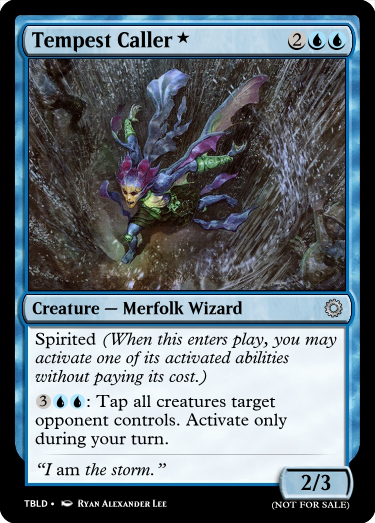 Tempest Caller ★ 2
Creature — Merfolk Wizard
Spirited (When this enters play, you may
activate one of its activated abilities
without paying its cost.)
3: Tap all creatures target
opponent controls. Activate only
during your turn.
“I am the storm.”
2/3
TBLD • Ryan Alexander Lee
(NOT FOR SALE)